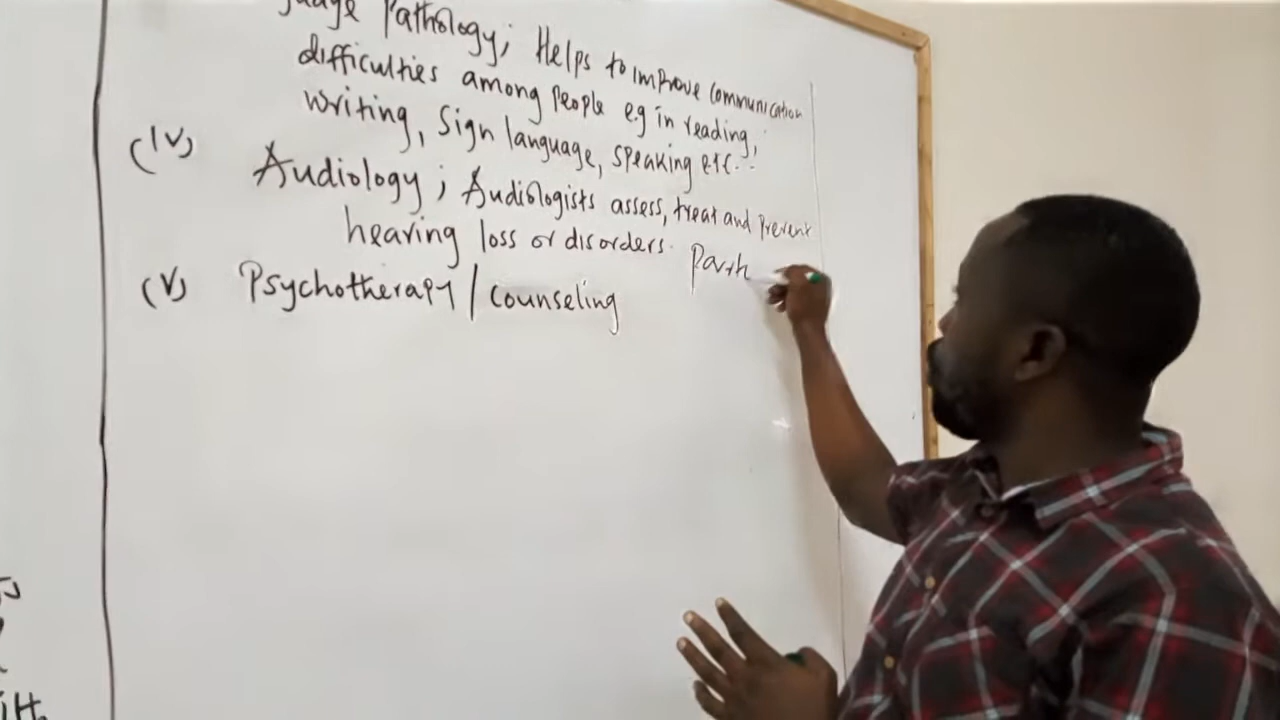 Pathology; Helps to improve communication
difficulties among people e.g in reading,
writing, Sign language, speaking etc...
(iv) Audiology; Audiologists assess, treat and prevent
hearing loss or disorders. Parth
(v) Psychotherapy/counseling